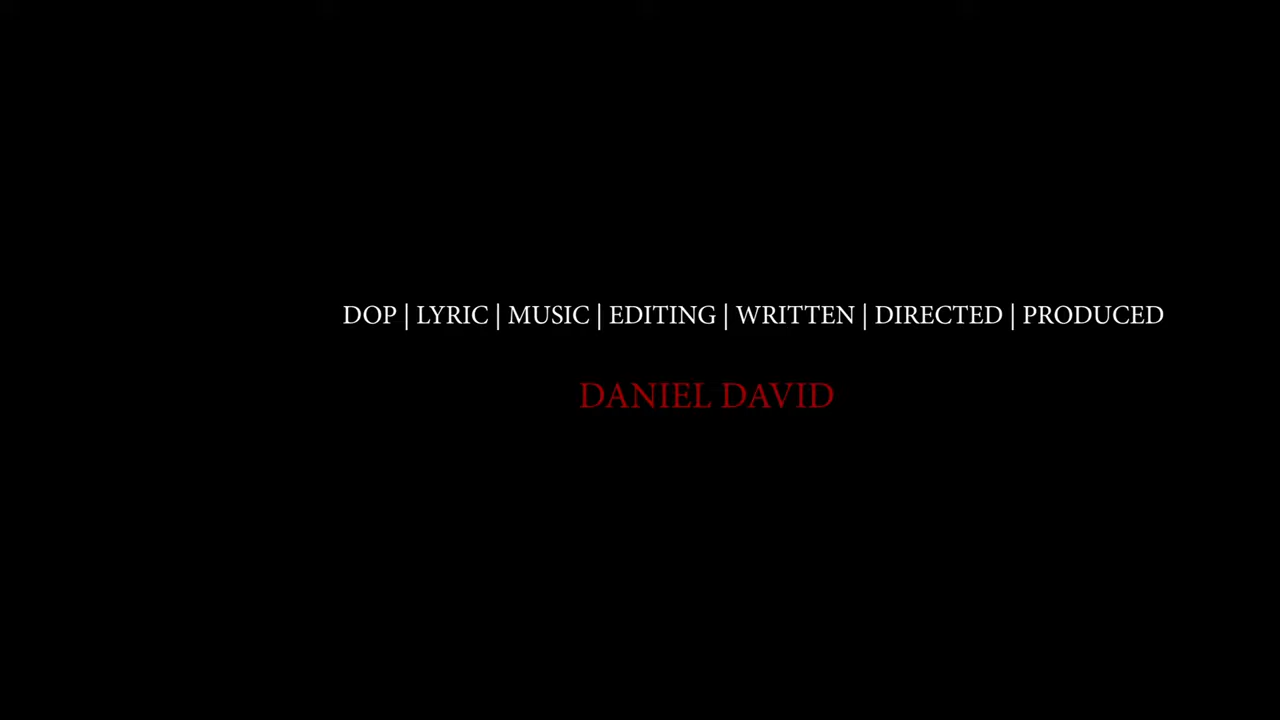 DOP | LYRIC | MUSIC | EDITING | WRITTEN | DIRECTED | PRODUCED
DANIEL DAVID